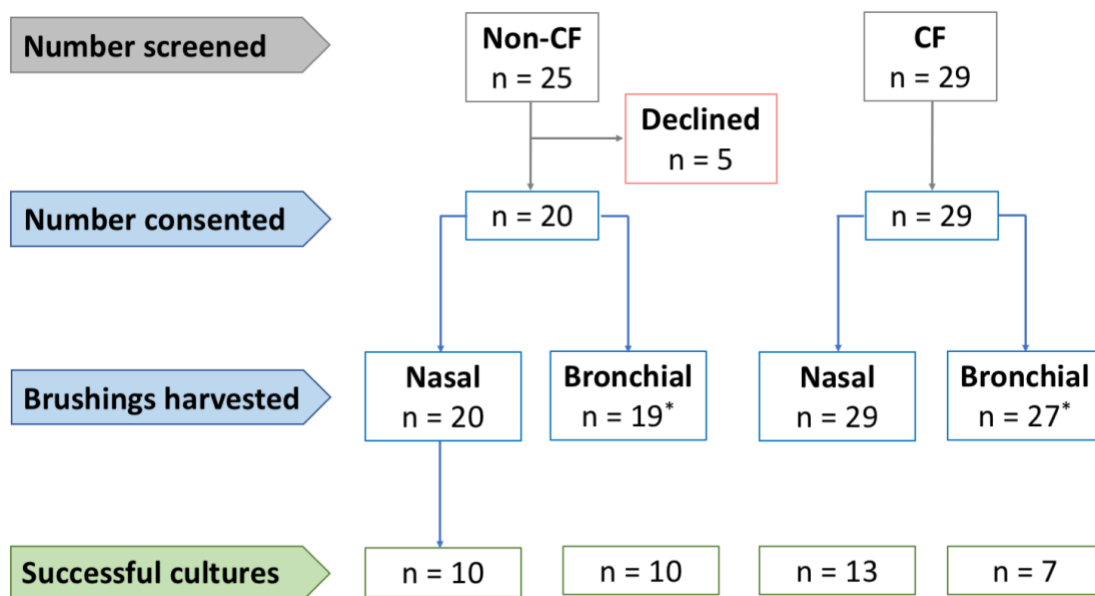 Number screened
Non-CF
n = 25
CF
n = 29
Declined
n = 5
Number consented
n = 20
n = 29
Brushings harvested
Nasal
n = 20
Bronchial
n = 19*
Nasal
n = 29
Bronchial
n = 27*
Successful cultures
n = 10
n = 10
n = 13
n = 7